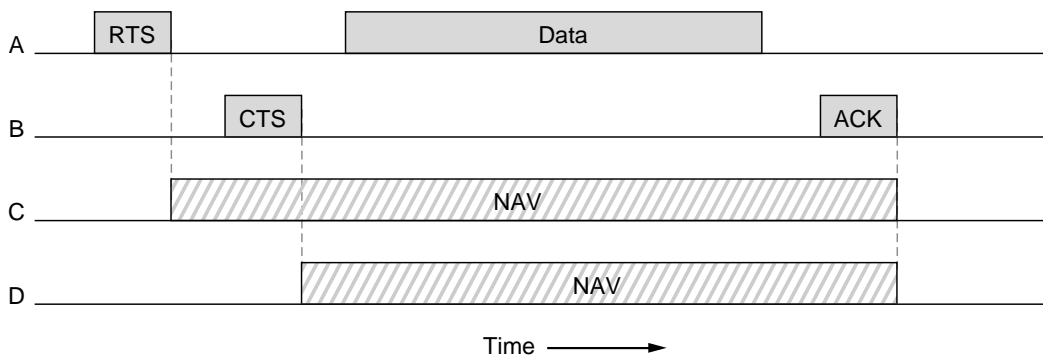 A RTS Data
B CTS ACK
C NAV
D NAV
Time